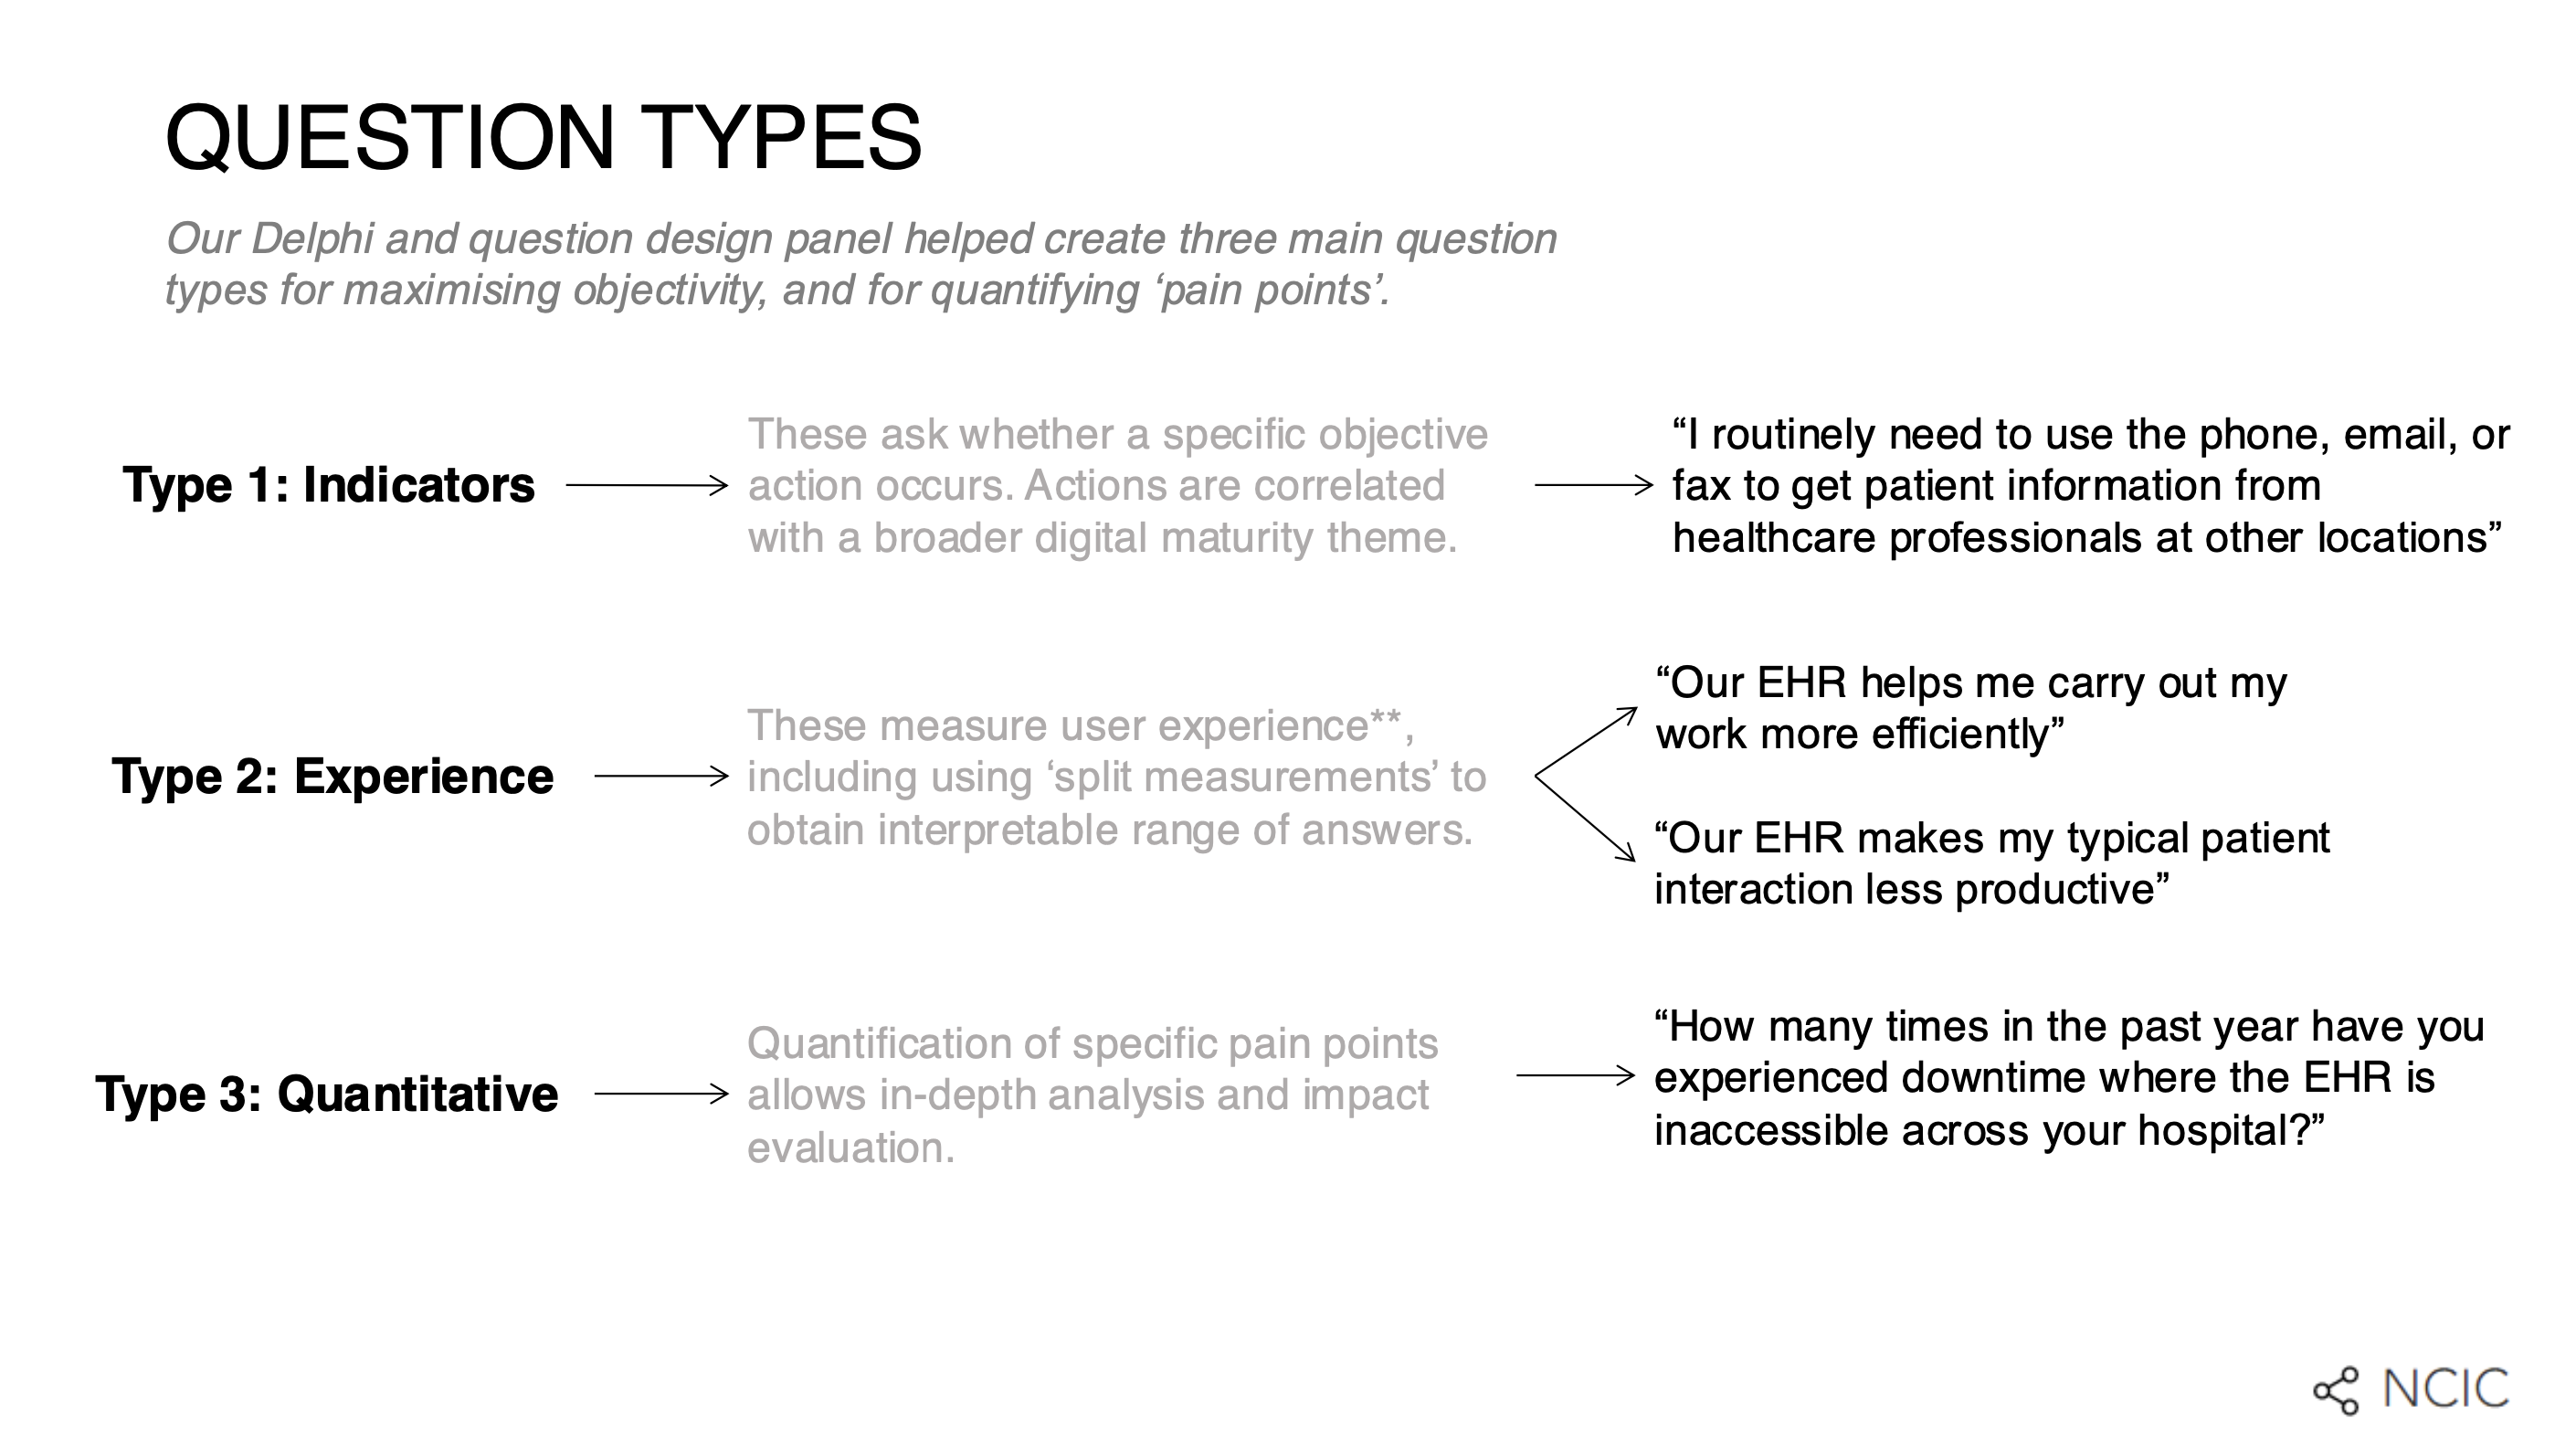 QUESTION TYPES
Our Delphi and question design panel helped create three main question
types for maximising objectivity, and for quantifying ‘pain points’.
Type 1: Indicators
These ask whether a specific objective
action occurs. Actions are correlated
with a broader digital maturity theme.
“I routinely need to use the phone, email, or
fax to get patient information from
healthcare professionals at other locations”
Type 2: Experience
These measure user experience**,
including using ‘split measurements’ to
obtain interpretable range of answers.
“Our EHR helps me carry out my
work more efficiently”
“Our EHR makes my typical patient
interaction less productive”
Type 3: Quantitative
Quantification of specific pain points
allows in-depth analysis and impact
evaluation.
“How many times in the past year have you
experienced downtime where the EHR is
inaccessible across your hospital?”
NCIC